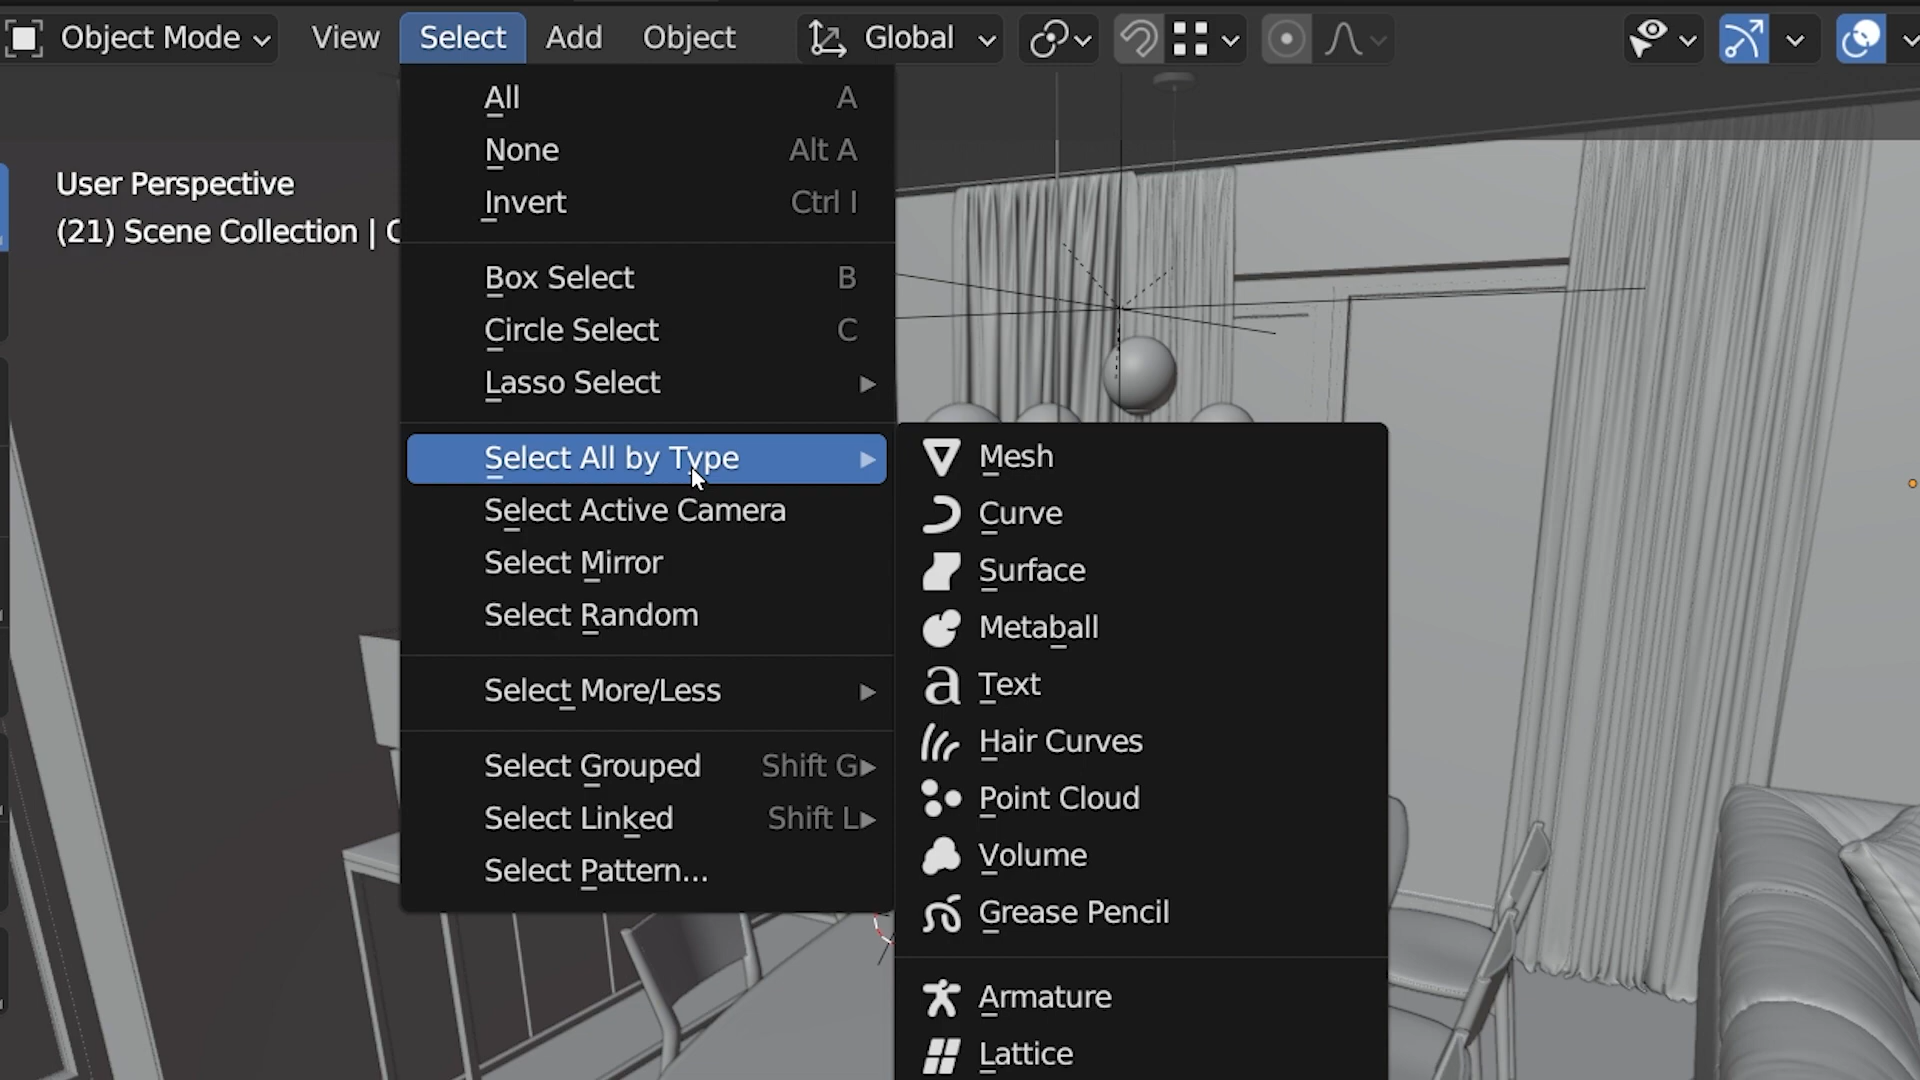 Object Mode View Select Add Object Global
User Perspective
(21) Scene Collection |
All A
None Alt A
Invert Ctrl I
Box Select B
Circle Select C
Lasso Select
Select All by Type
Select Active Camera
Select Mirror
Select Random
Select More/Less
Select Grouped Shift G
Select Linked Shift L
Select Pattern...
Mesh
Curve
Surface
Metaball
Text
Hair Curves
Point Cloud
Volume
Grease Pencil
Armature
Lattice